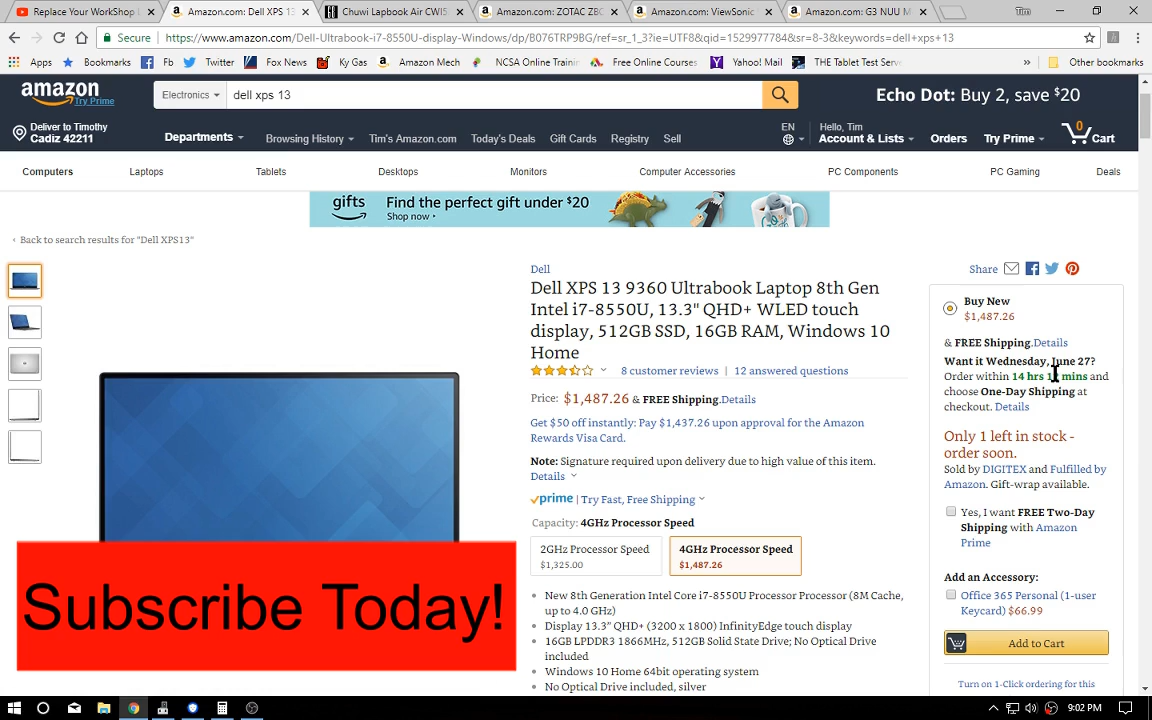 Replace Your WorkShop
Amazon.com: Dell XPS 13
Chuwi Lapbook Air CWI5
Amazon.com: ZOTAC ZBO
Amazon.com: ViewSonic
Amazon.com: G3 NUU M
Tim
Secure
https://www.amazon.com/Dell-Ultrabook-i7-8550U-display-Windows/dp/B076TRP9BG/ref=sr_1_3?ie=UTF8&qid=1529977784&sr=8-3&keywords=dell+xps+13
Apps
Bookmarks
Fb
Twitter
Fox News
Ky Gas
Amazon Mech
NCSA Online Trainin
Free Online Courses
Yahoo! Mail
THE Tablet Test Serv
»
Other bookmarks
amazon
Try Prime
Electronics
dell xps 13
Echo Dot: Buy 2, save $20
Deliver to Timothy
Cadiz 42211
Departments
Browsing History
Tim's Amazon.com
Today's Deals
Gift Cards
Registry
Sell
EN
Hello, Tim
Account & Lists
Orders
Try Prime
0
Cart
Computers
Laptops
Tablets
Desktops
Monitors
Computer Accessories
PC Components
PC Gaming
Deals
amazon
gifts
Find the perfect gift under $20
Shop now ›
‹ Back to search results for "Dell XPS13"
Dell
Dell XPS 13 9360 Ultrabook Laptop 8th Gen
Intel i7-8550U, 13.3" QHD+ WLED touch
display, 512GB SSD, 16GB RAM, Windows 10
Home
8 customer reviews | 12 answered questions
Price: $1,487.26 & FREE Shipping. Details
Get $50 off instantly: Pay $1,437.26 upon approval for the Amazon
Rewards Visa Card.
Note: Signature required upon delivery due to high value of this item.
Details
prime | Try Fast, Free Shipping
Capacity: 4GHz Processor Speed
2GHz Processor Speed
$1,325.00
4GHz Processor Speed
$1,487.26
New 8th Generation Intel Core i7-8550U Processor Processor (8M Cache,
up to 4.0 GHz)
Display 13.3" QHD+ (3200 x 1800) InfinityEdge touch display
16GB LPDDR3 1866MHz, 512GB Solid State Drive; No Optical Drive
included
Windows 10 Home 64bit operating system
No Optical Drive included, silver
Share
Buy New
$1,487.26
& FREE Shipping. Details
Want it Wednesday, June 27?
Order within 14 hrs mins and
choose One-Day Shipping at
checkout. Details
Only 1 left in stock -
order soon.
Sold by DIGITEX and Fulfilled by
Amazon. Gift-wrap available.
Yes, I want FREE Two-Day
Shipping with Amazon
Prime
Add an Accessory:
Office 365 Personal (1-user
Keycard) $66.99
Add to Cart
Turn on 1-Click ordering for this
Subscribe Today!
9:02 PM